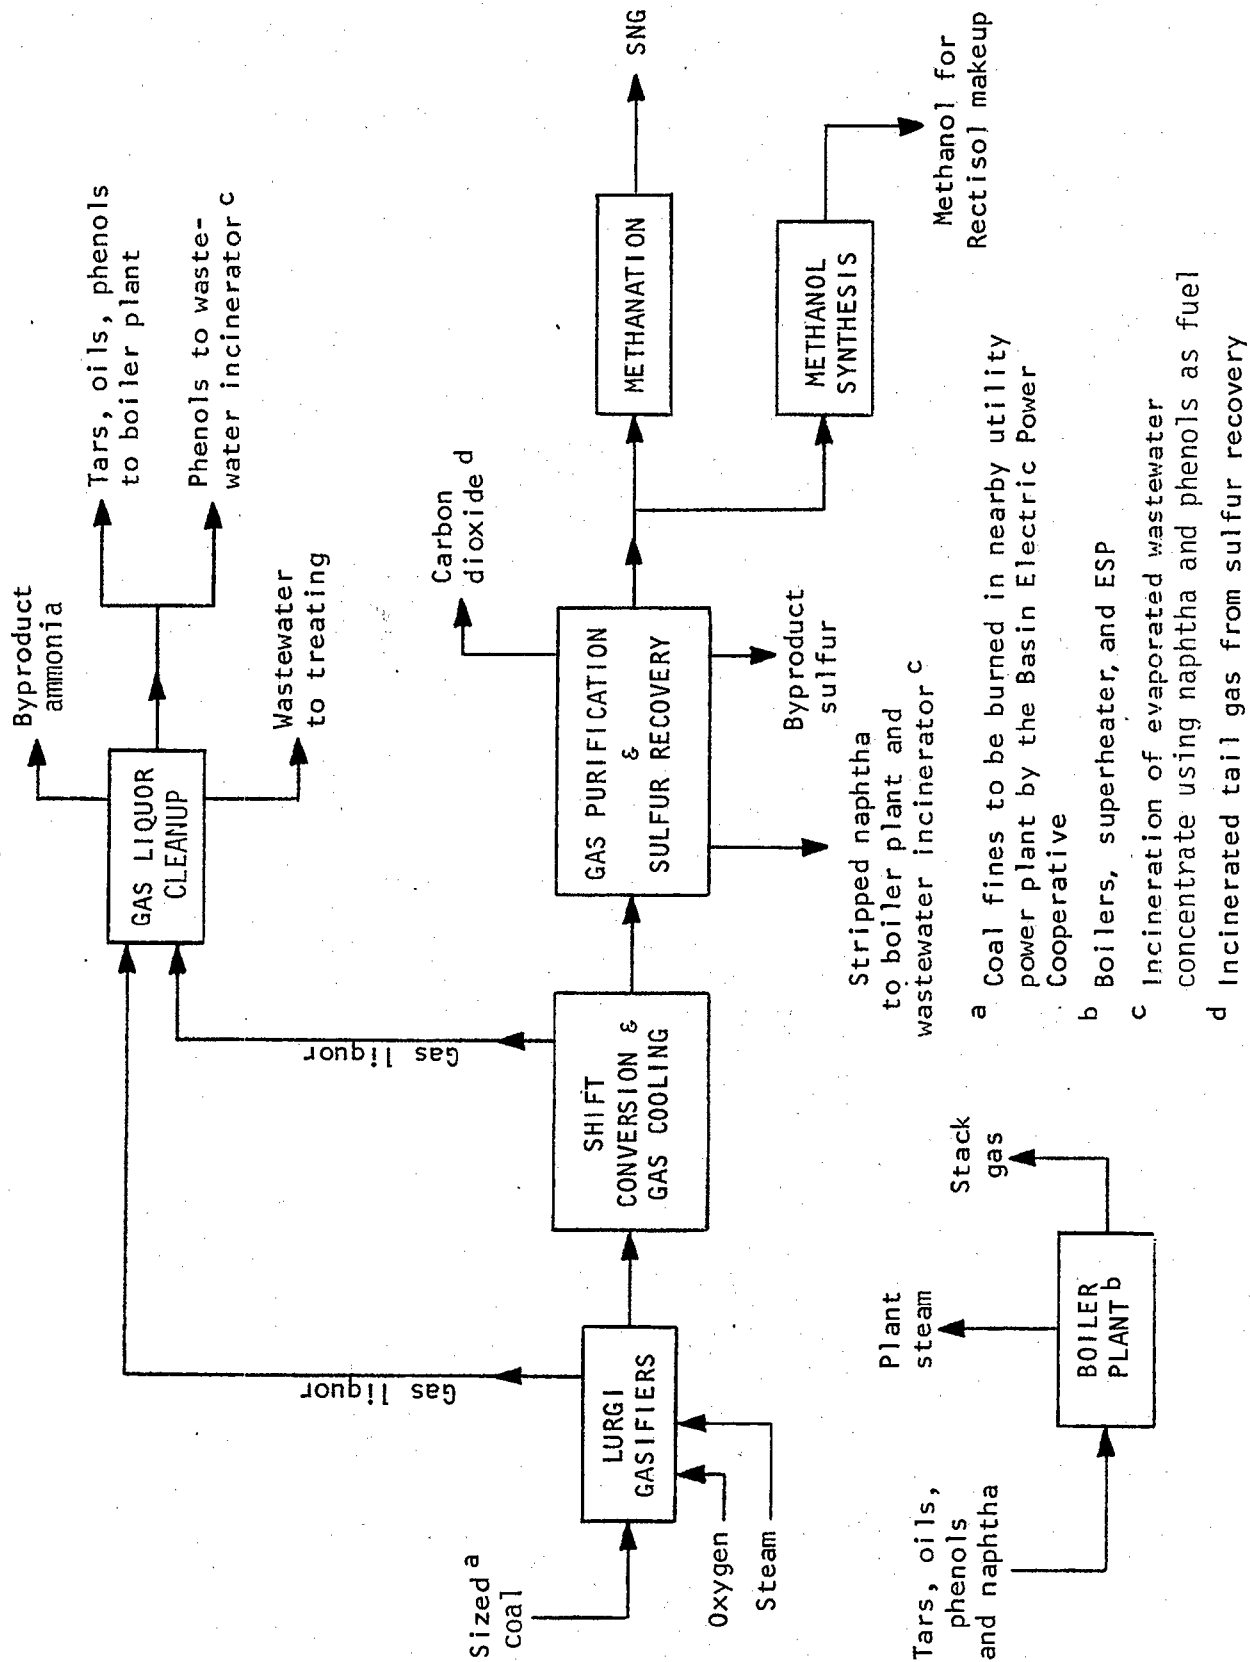 Byproduct
ammonia
GAS LIQUOR
CLEANUP
Tars, oils, phenols
to boiler plant
Phenols to waste-
water incinerator c
Wastewater
to treating
Gas liquor
Gas liquor
Sized a
coal
Oxygen
Steam
LURGI
GASIFIERS
SHIFT
CONVERSION &
GAS COOLING
GAS PURIFICATION
&
SULFUR RECOVERY
Carbon
dioxide d
Byproduct
sulfur
Stripped naphtha
to boiler plant and
wastewater incinerator c
METHANATION
SNG
METHANOL
SYNTHESIS
Methanol for
Rectisol makeup
Tars, oils,
phenols
and naphtha
BOILER
PLANT b
Plant
steam
Stack
gas
a Coal fines to be burned in nearby utility
power plant by the Basin Electric Power
Cooperative
b Boilers, superheater, and ESP
c Incineration of evaporated wastewater
concentrate using naphtha and phenols as fuel
d Incinerated tail gas from sulfur recovery